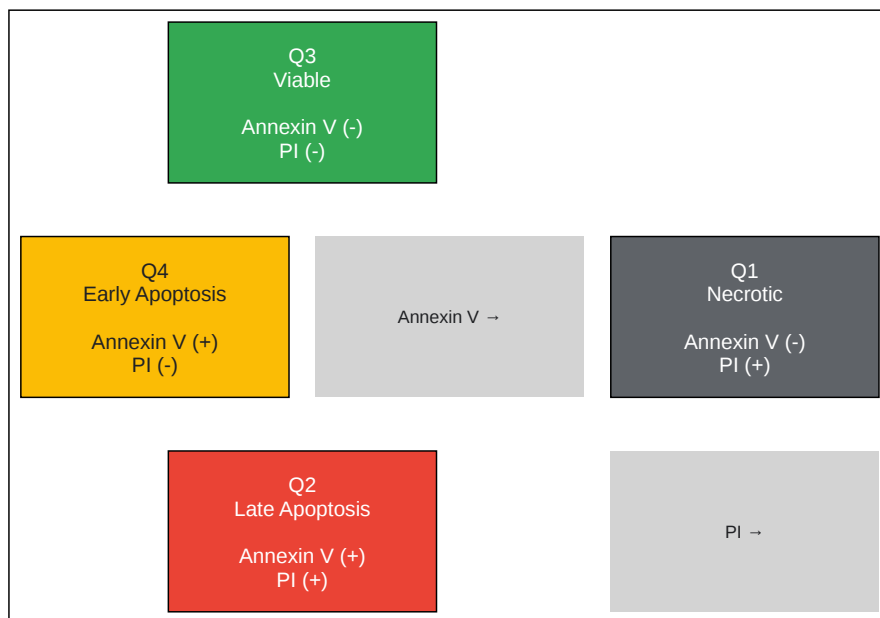 Q3
Viable
Annexin V (-)
PI (-)
Q4
Early Apoptosis
Annexin V (+)
PI (-)
Annexin V →
Q1
Necrotic
Annexin V (-)
PI (+)
Q2
Late Apoptosis
Annexin V (+)
PI (+)
PI →